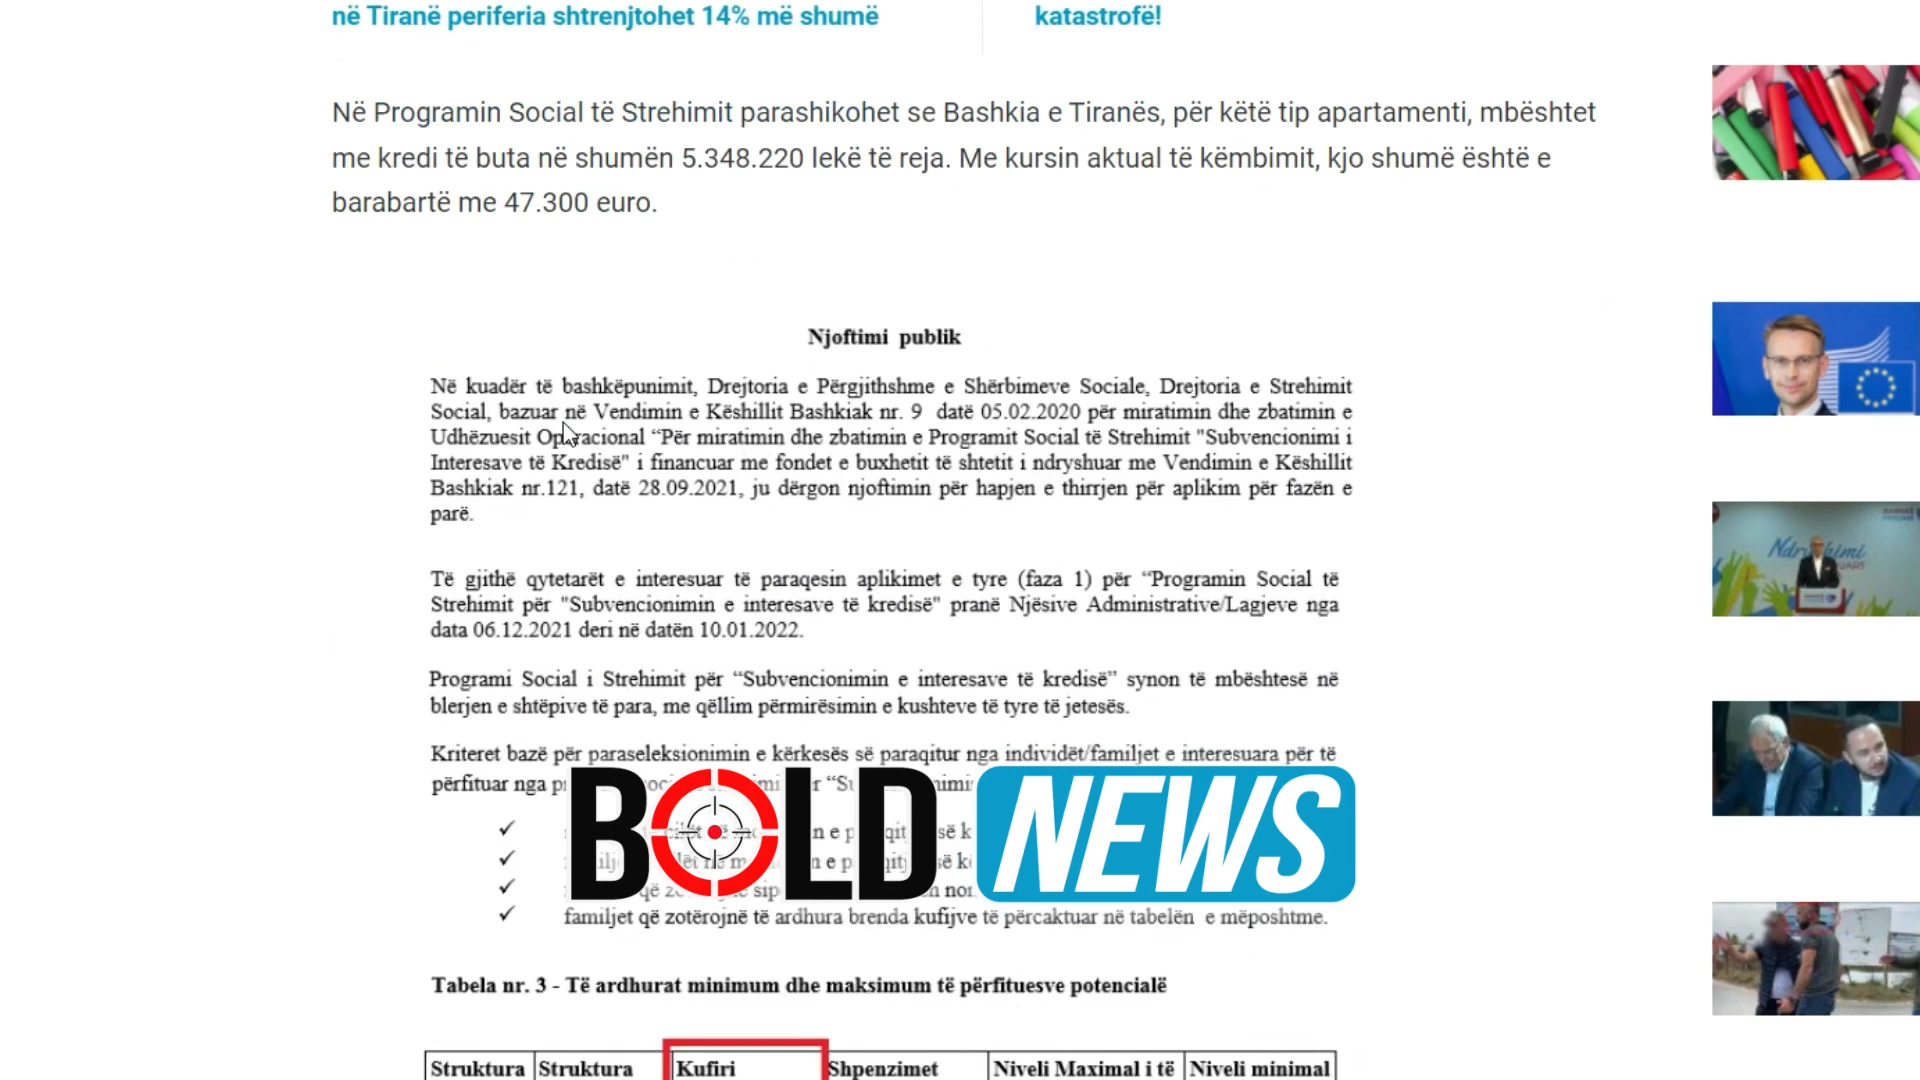 në Tiranë periferia shtrenjtohet 14% më shumë
katastrofë!
Në Programin Social të Strehimit parashikohet se Bashkia e Tiranës, për këtë tip apartamenti, mbështet
me kredi të buta në shumën 5.348.220 lekë të reja. Me kursin aktual të këmbimit, kjo shumë është e
barabartë me 47.300 euro.
Njoftimi publik
Në kuadër të bashkëpunimit, Drejtoria e Përgjithshme e Shërbimeve Sociale, Drejtoria e Strehimit
Social, bazuar në Vendimin e Këshillit Bashkiak nr. 9 datë 05.02.2020 për miratimin dhe zbatimin e
Udhëzuesit Operacional “Për miratimin dhe zbatimin e Programit Social të Strehimit "Subvencionimi i
Interesave të Kredisë" i financuar me fondet e buxhetit të shtetit i ndryshuar me Vendimin e Këshillit
Bashkiak nr.121, datë 28.09.2021, ju dërgon njoftimin për hapjen e thirrjen për aplikim për fazën e
parë.
Të gjithë qytetarët e interesuar të paraqesin aplikimet e tyre (faza 1) për “Programin Social të
Strehimit për "Subvencionimin e interesave të kredisë" pranë Njësive Administrative/Lagjeve nga
data 06.12.2021 deri në datën 10.01.2022.
Programi Social i Strehimit për “Subvencionimin e interesave të kredisë” synon të mbështesë në
blerjen e shtëpive të para, me qëllim përmirësimin e kushteve të tyre të jetesës.
Kriteret bazë për paraseleksionimin e kërkesës së paraqitur nga individët/familjet e interesuara për të
përfituar nga
BOLD NEWS
familjet që zotërojnë të ardhura brenda kufijve të përcaktuar në tabelën e mëposhtme.
Tabela nr. 3 - Të ardhurat minimum dhe maksimum të përfituesve potencialë
Struktura Struktura Kufiri Shpenzimet Niveli Maximal i të Niveli minimal